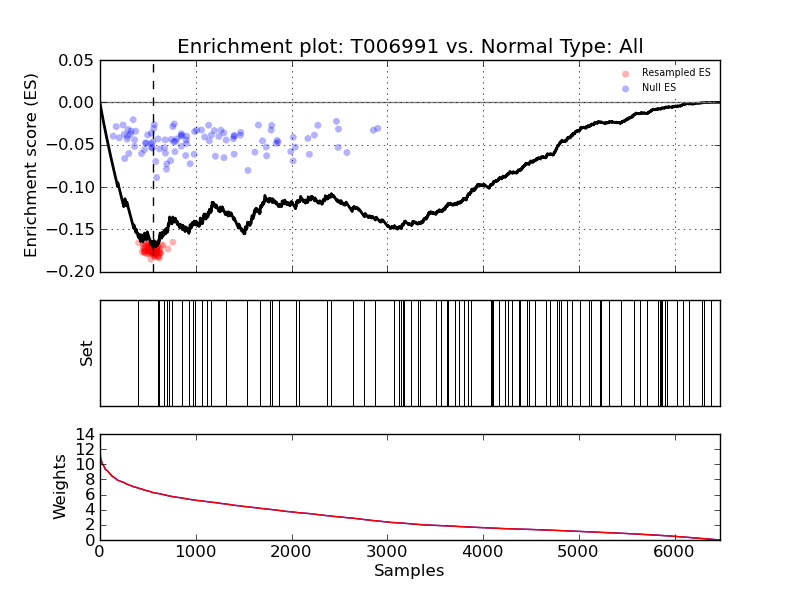 Enrichment plot: T006991 vs. Normal Type: All
Enrichment score (ES)
0.05
0.00
−0.05
−0.10
−0.15
−0.20
Resampled ES
Null ES
Set
Weights
14
12
10
8
6
4
2
0
0 1000 2000 3000 4000 5000 6000
Samples